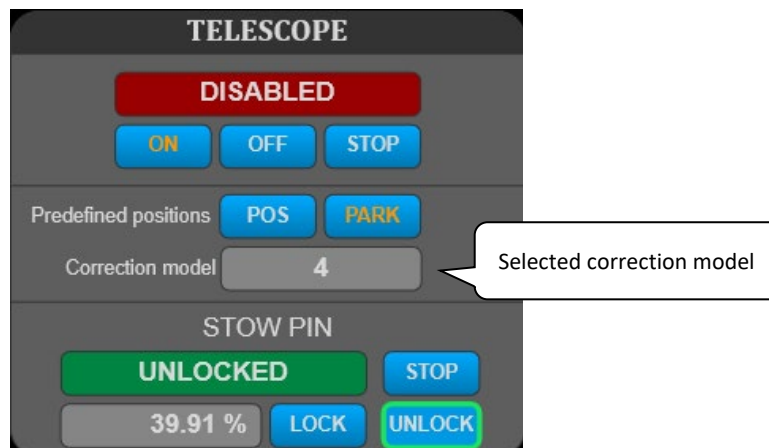 TELESCOPE
DISABLED
ON OFF STOP
Predefined positions POS PARK
Correction model 4
Selected correction model
STOW PIN
UNLOCKED STOP
39.91 % LOCK UNLOCK